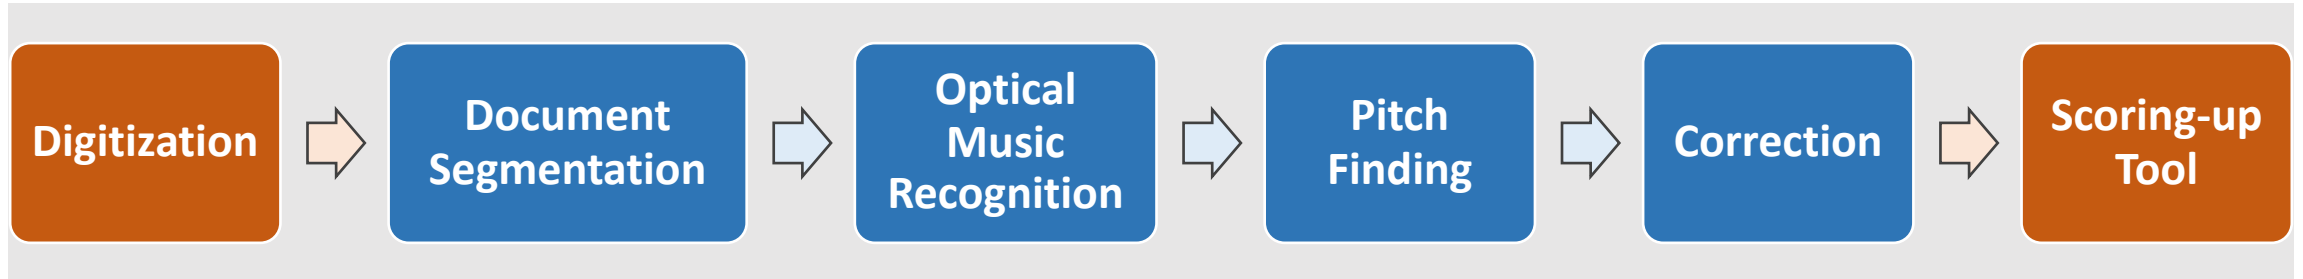 Digitization
Document
Segmentation
Optical
Music
Recognition
Pitch
Finding
Correction
Scoring-up
Tool